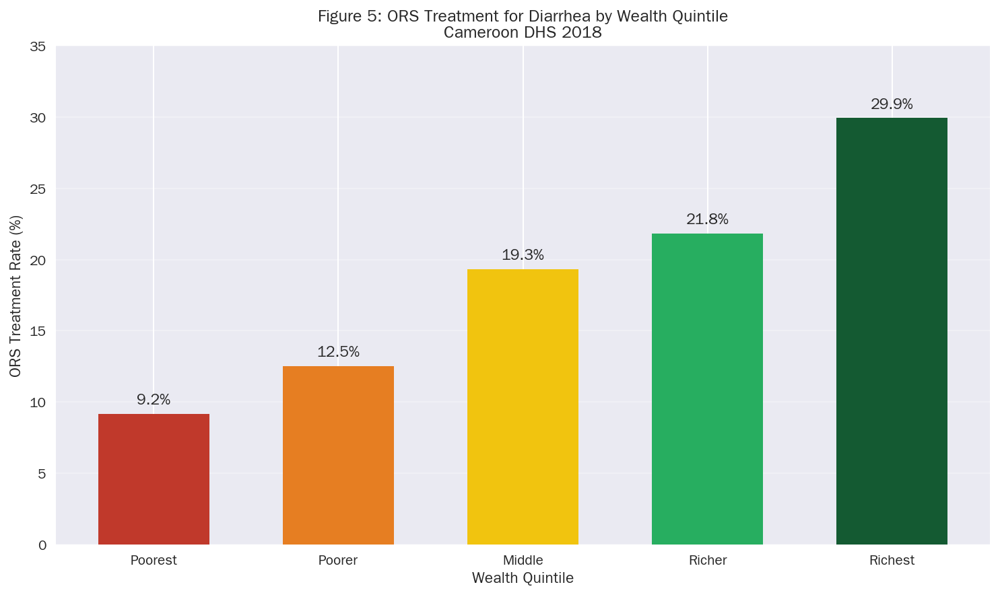 Figure 5: ORS Treatment for Diarrhea by Wealth Quintile
Cameroon DHS 2018
ORS Treatment Rate (%)
35
30
25
20
15
10
5
0
9.2%
12.5%
19.3%
21.8%
29.9%
Poorest
Poorer
Middle
Richer
Richest
Wealth Quintile